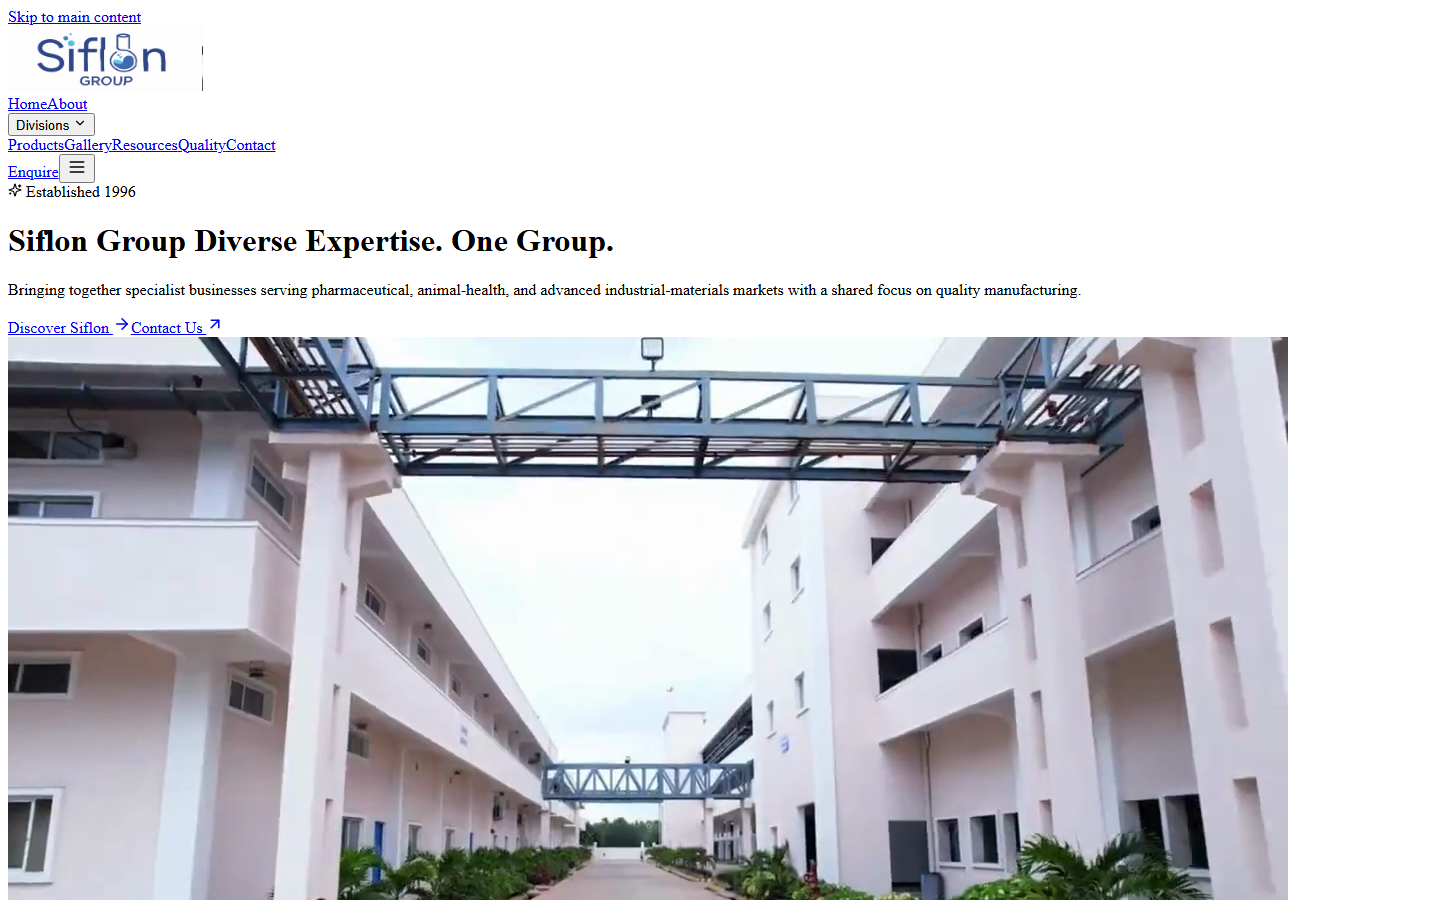 Skip to main content
Siflon
GROUP
HomeAbout
Divisions
ProductsGalleryResourcesQualityContact
Enquire
Established 1996
Siflon Group Diverse Expertise. One Group.
Bringing together specialist businesses serving pharmaceutical, animal-health, and advanced industrial-materials markets with a shared focus on quality manufacturing.
Discover Siflon Contact Us